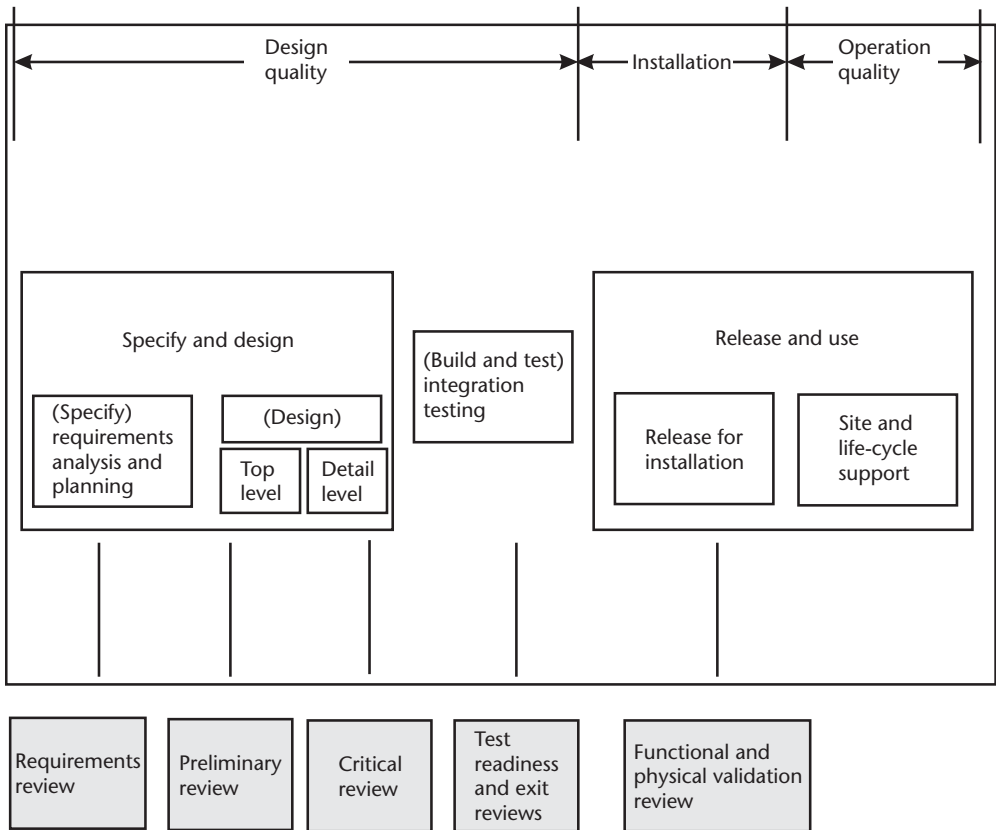 Design
quality
Installation
Operation
quality
Specify and design
(Specify)
requirements
analysis and
planning
(Design)
Top
level
Detail
level
(Build and test)
integration
testing
Release and use
Release for
installation
Site and
life-cycle
support
Requirements
review
Preliminary
review
Critical
review
Test
readiness
and exit
reviews
Functional and
physical validation
review